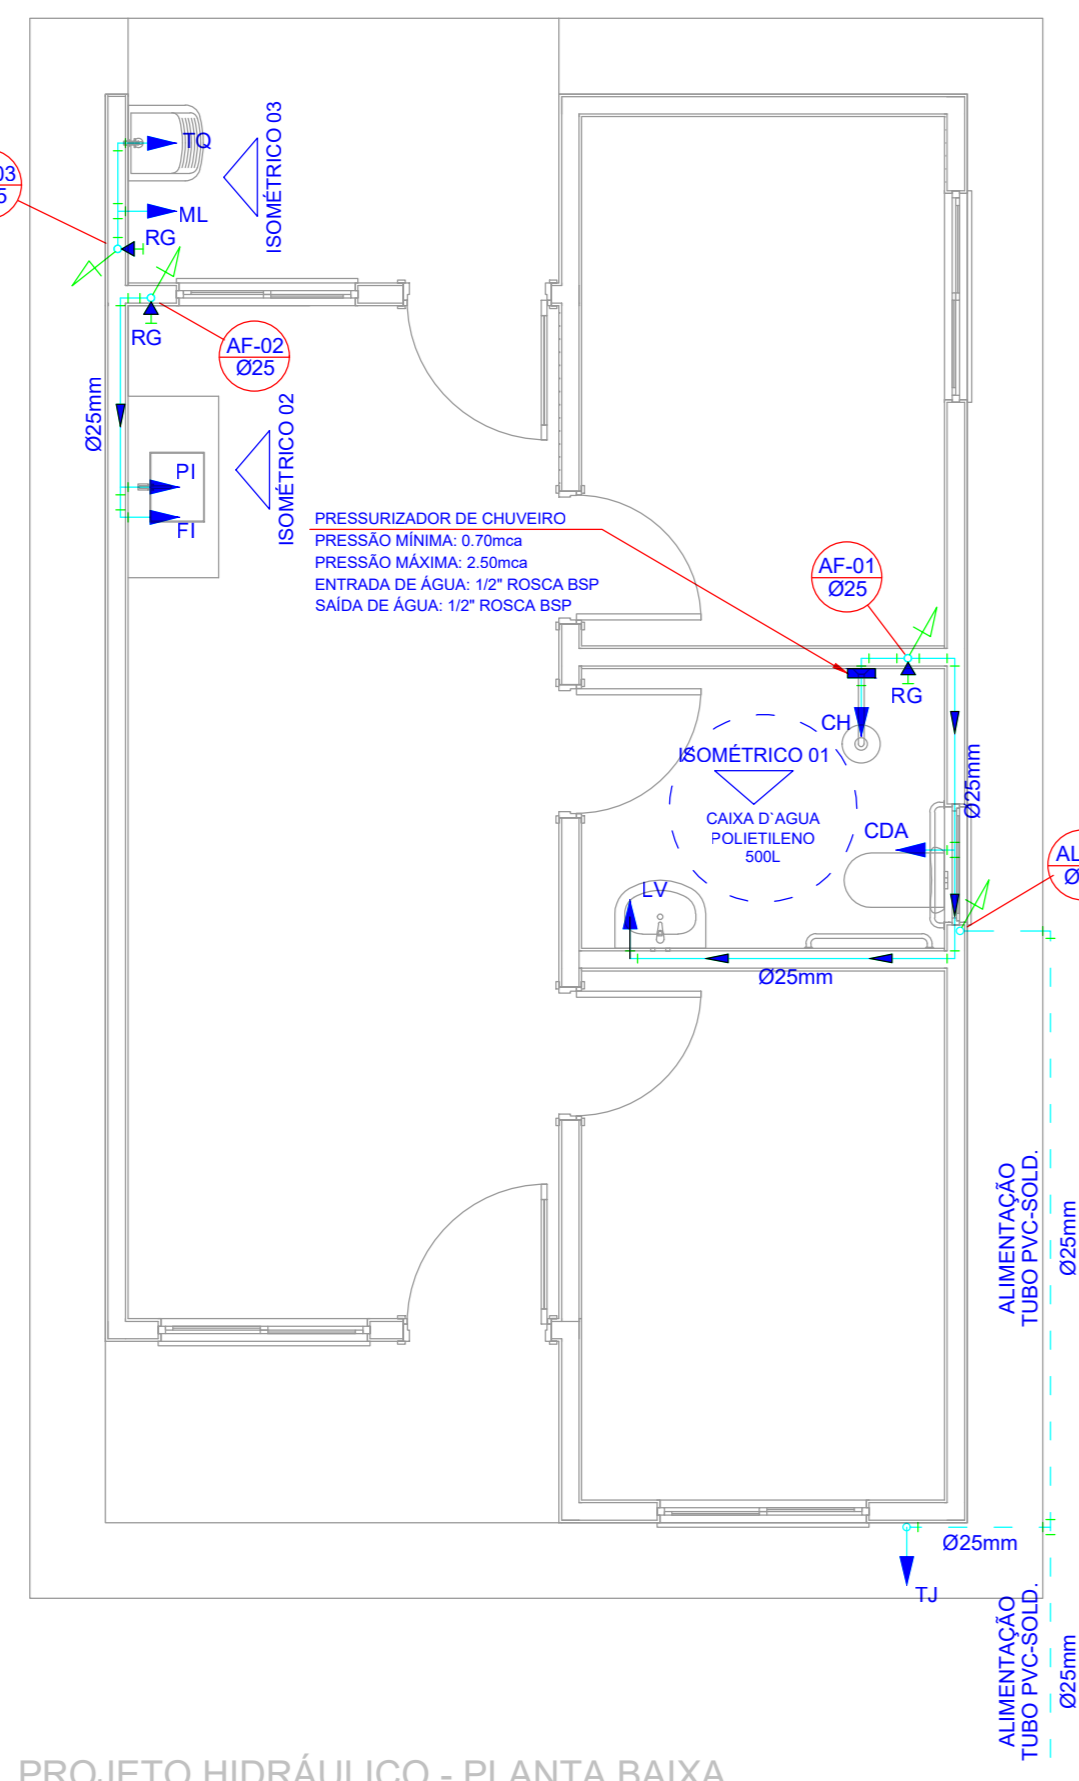 TQ
ISOMÉTRICO 03
03
ML
RG
RG
AF-02
Ø25
Ø25mm
ISOMÉTRICO 02
PI
FI
PRESSURIZADOR DE CHUVEIRO
PRESSÃO MÍNIMA: 0.70mca
PRESSÃO MÁXIMA: 2.50mca
ENTRADA DE ÁGUA: 1/2" ROSCA BSP
SAÍDA DE ÁGUA: 1/2" ROSCA BSP
AF-01
Ø25
RG
CH
ISOMÉTRICO 01
Ø25mm
CAIXA D`AGUA
POLIETILENO
500L
CDA
AL
Ø
LV
Ø25mm
ALIMENTAÇÃO
TUBO PVC-SOLD.
Ø25mm
Ø25mm
TJ
ALIMENTAÇÃO
TUBO PVC-SOLD.
Ø25mm
PROJETO HIDRÁULICO - PLANTA BAIXA